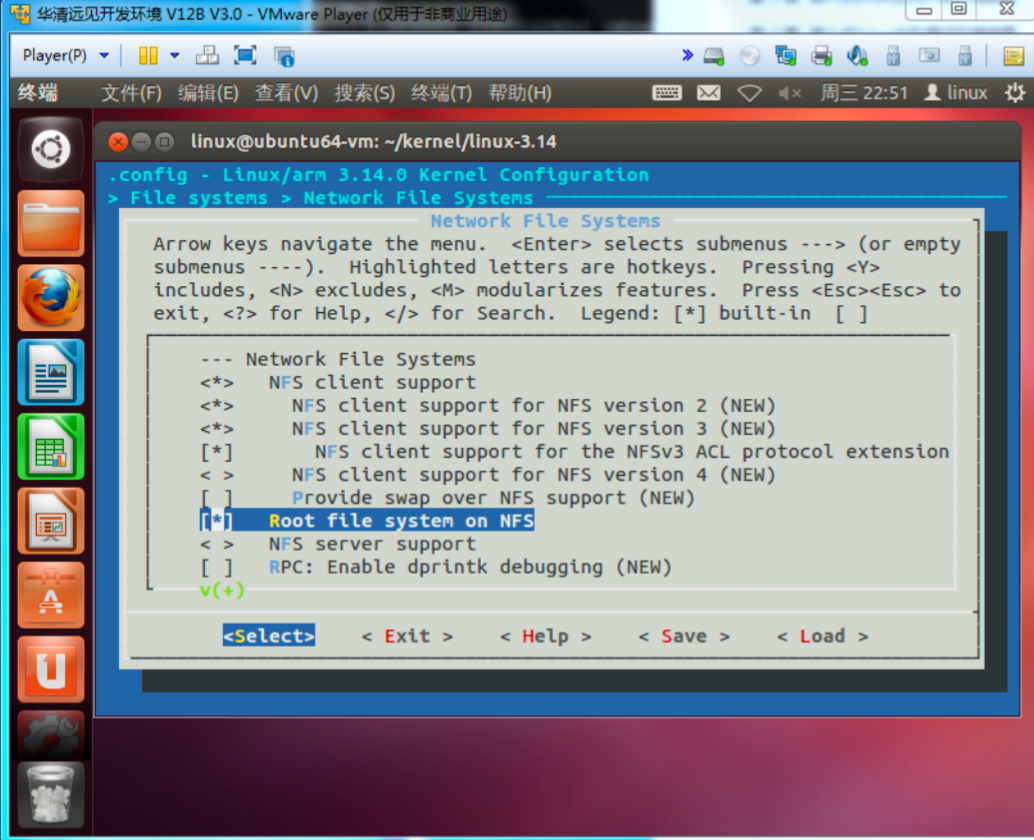 华清远见开发环境 V12B V3.0 - VMware Player (仅用于非商业用途)
Player(P)
终端 文件(F) 编辑(E) 查看(V) 搜索(S) 终端(T) 帮助(H) 周三 22:51 linux
linux@ubuntu64-vm: ~/kernel/linux-3.14
.config - Linux/arm 3.14.0 Kernel Configuration
> File systems > Network File Systems
Network File Systems
Arrow keys navigate the menu. <Enter> selects submenus ---> (or empty
submenus ----). Highlighted letters are hotkeys. Pressing <Y>
includes, <N> excludes, <M> modularizes features. Press <Esc><Esc> to
exit, <?> for Help, </> for Search. Legend: [*] built-in [ ]
--- Network File Systems
<*> NFS client support
<*> NFS client support for NFS version 2 (NEW)
<*> NFS client support for NFS version 3 (NEW)
[*] NFS client support for the NFSv3 ACL protocol extension
< > NFS client support for NFS version 4 (NEW)
[ ] Provide swap over NFS support (NEW)
[*] Root file system on NFS
< > NFS server support
[ ] RPC: Enable dprintk debugging (NEW)
v(+)
<Select> < Exit > < Help > < Save > < Load >